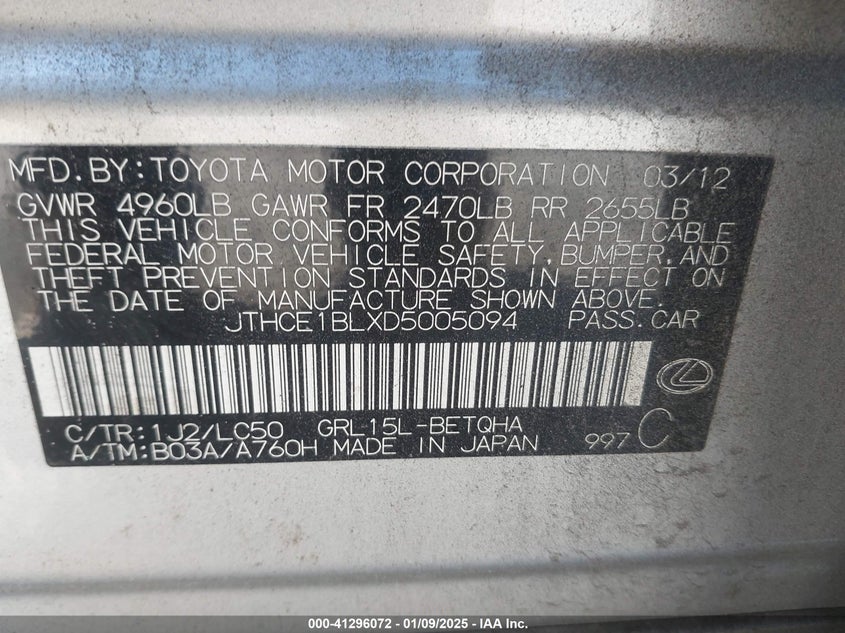 MFD. BY: TOYOTA MOTOR CORPORATION 03/12
GVWR 4960LB GAWR FR 2470LB RR 2655LB
THIS VEHICLE CONFORMS TO ALL APPLICABLE
FEDERAL MOTOR VEHICLE SAFETY, BUMPER, AND
THEFT PREVENTION STANDARDS IN EFFECT ON
THE DATE OF MANUFACTURE SHOWN ABOVE.
JTHCE1BLXD5005094 PASS. CAR
C/TR: 1J2/LC50 GRL15L-BETQHA
A/TM: B03A/A760H MADE IN JAPAN 997 C
000-41296072 / 01/09/2025 - IAA Inc.